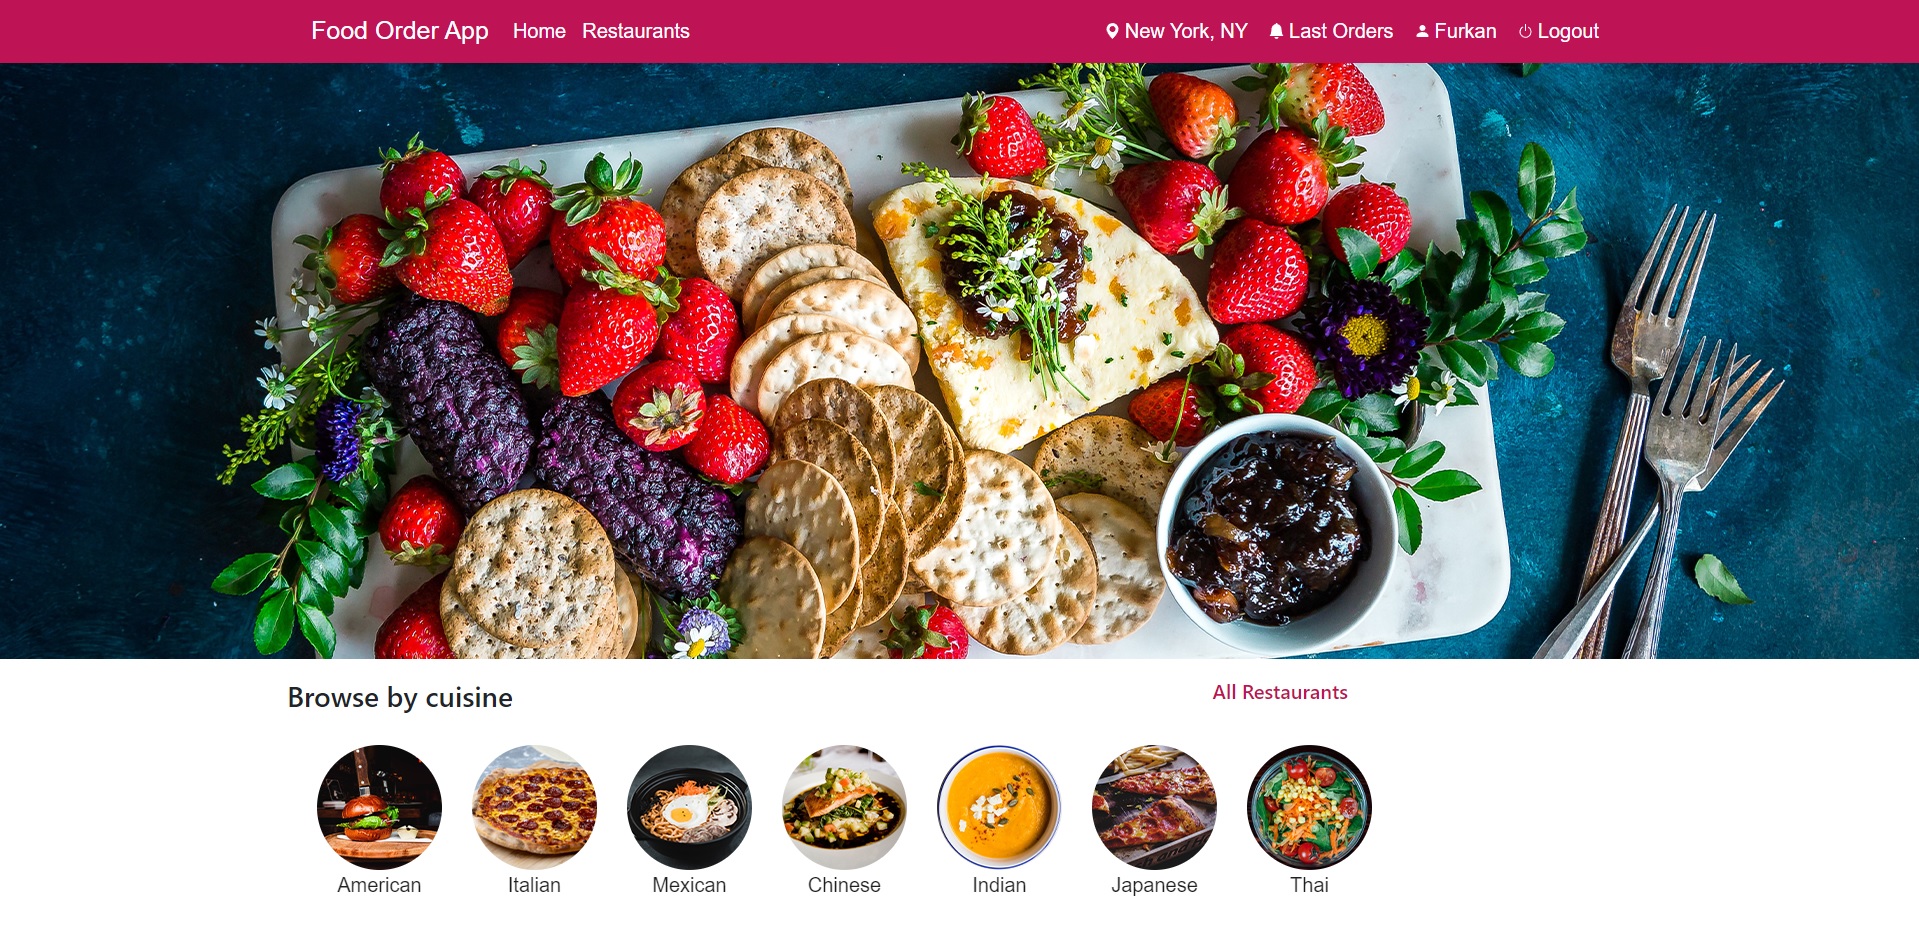 Food Order App Home Restaurants New York, NY Last Orders Furkan Logout
Browse by cuisine All Restaurants
American Italian Mexican Chinese Indian Japanese Thai